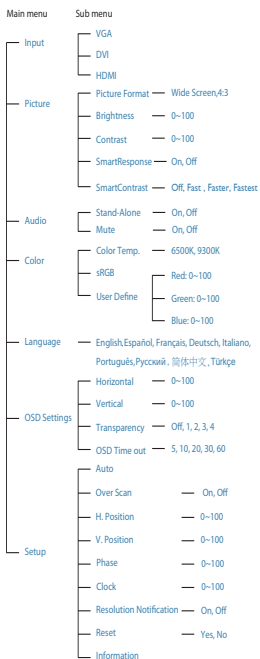 Main menu Sub menu
Input
VGA
DVI
HDMI
Picture
Picture Format Wide Screen,4:3
Brightness 0~100
Contrast 0~100
SmartResponse On, Off
SmartContrast Off, Fast , Faster, Fastest
Audio
Stand-Alone On, Off
Mute On, Off
Color
Color Temp. 6500K, 9300K
sRGB
User Define
Red: 0~100
Green: 0~100
Blue: 0~100
Language
English,Español, Français, Deutsch, Italiano,
Português,Русский , 简体中文 , Türkçe
OSD Settings
Horizontal 0~100
Vertical 0~100
Transparency Off, 1, 2, 3, 4
OSD Time out 5, 10, 20, 30, 60
Setup
Auto
Over Scan On, Off
H. Position 0~100
V. Position 0~100
Phase 0~100
Clock 0~100
Resolution Notification On, Off
Reset Yes, No
Information